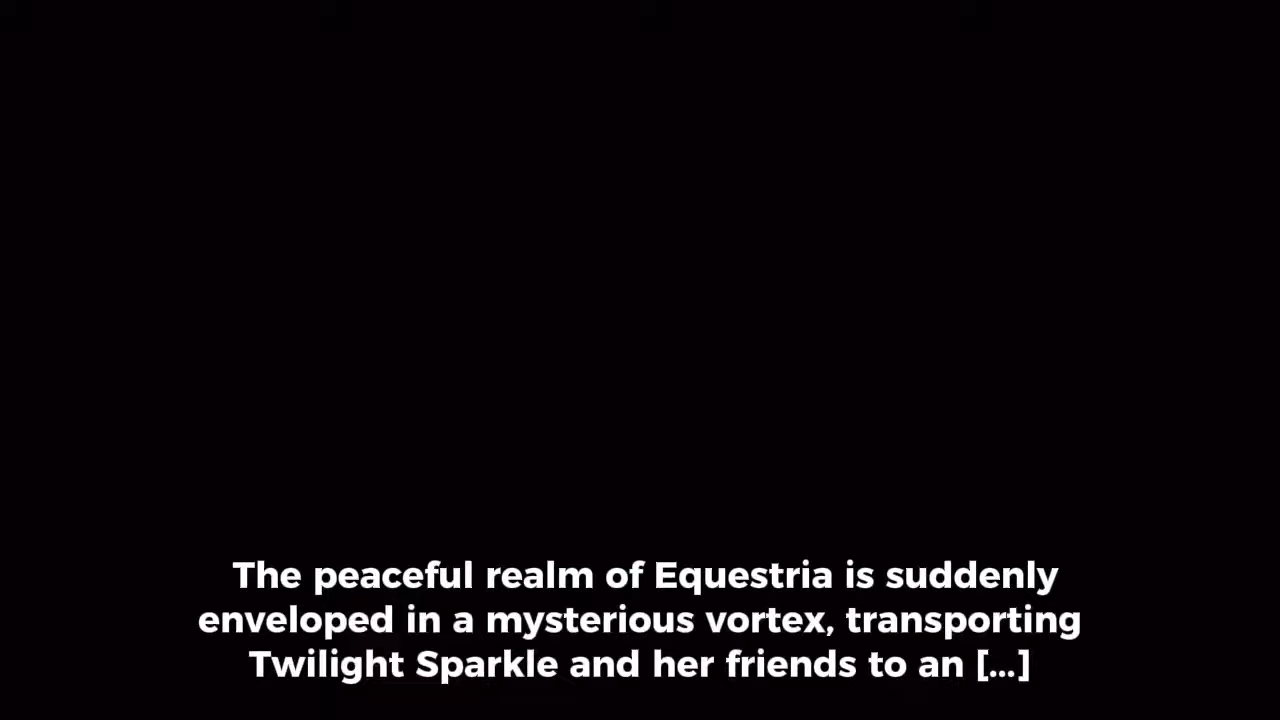 The peaceful realm of Equestria is suddenly
enveloped in a mysterious vortex, transporting
Twilight Sparkle and her friends to an [...]